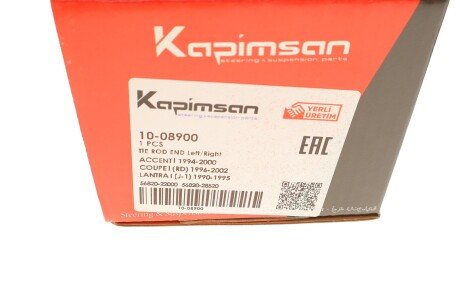 Kapimsan
steering & suspension parts
Kapimsan
steering & suspension parts
YERLİ
ÜRETİM
10-08900
1 PCS
TIE ROD END Left/Right
ACCENT I 1994-2000
COUPE I (RD) 1996-2002
LANTRA I (J-1) 1990-1995
56820-22000 56820-28520
10-08900
EAC
Steering &